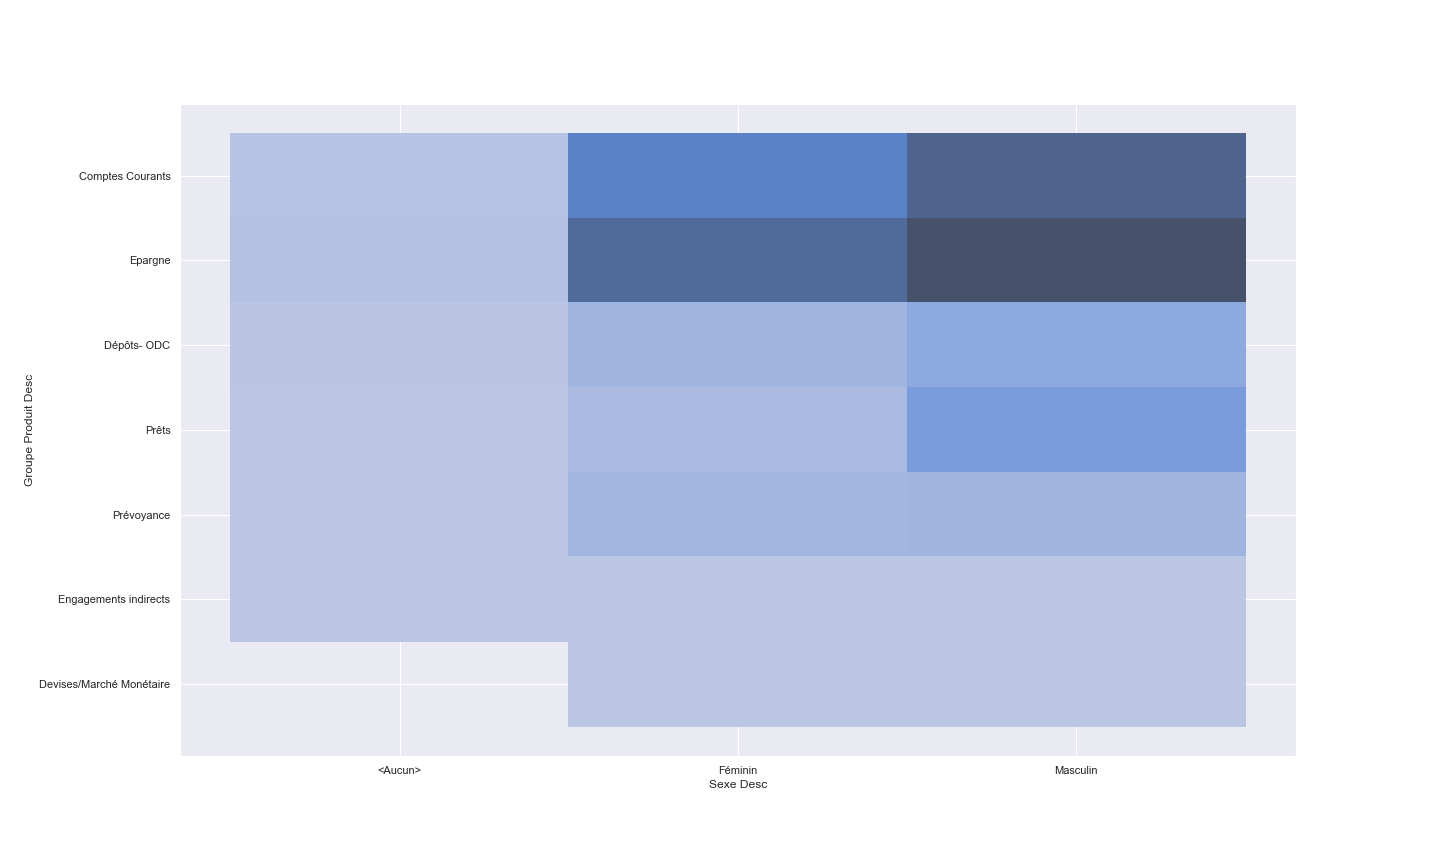 Groupe Produit Desc
Comptes Courants
Epargne
Dépôts- ODC
Prêts
Prévoyance
Engagements indirects
Devises/Marché Monétaire
<Aucun>
Féminin
Masculin
Sexe Desc